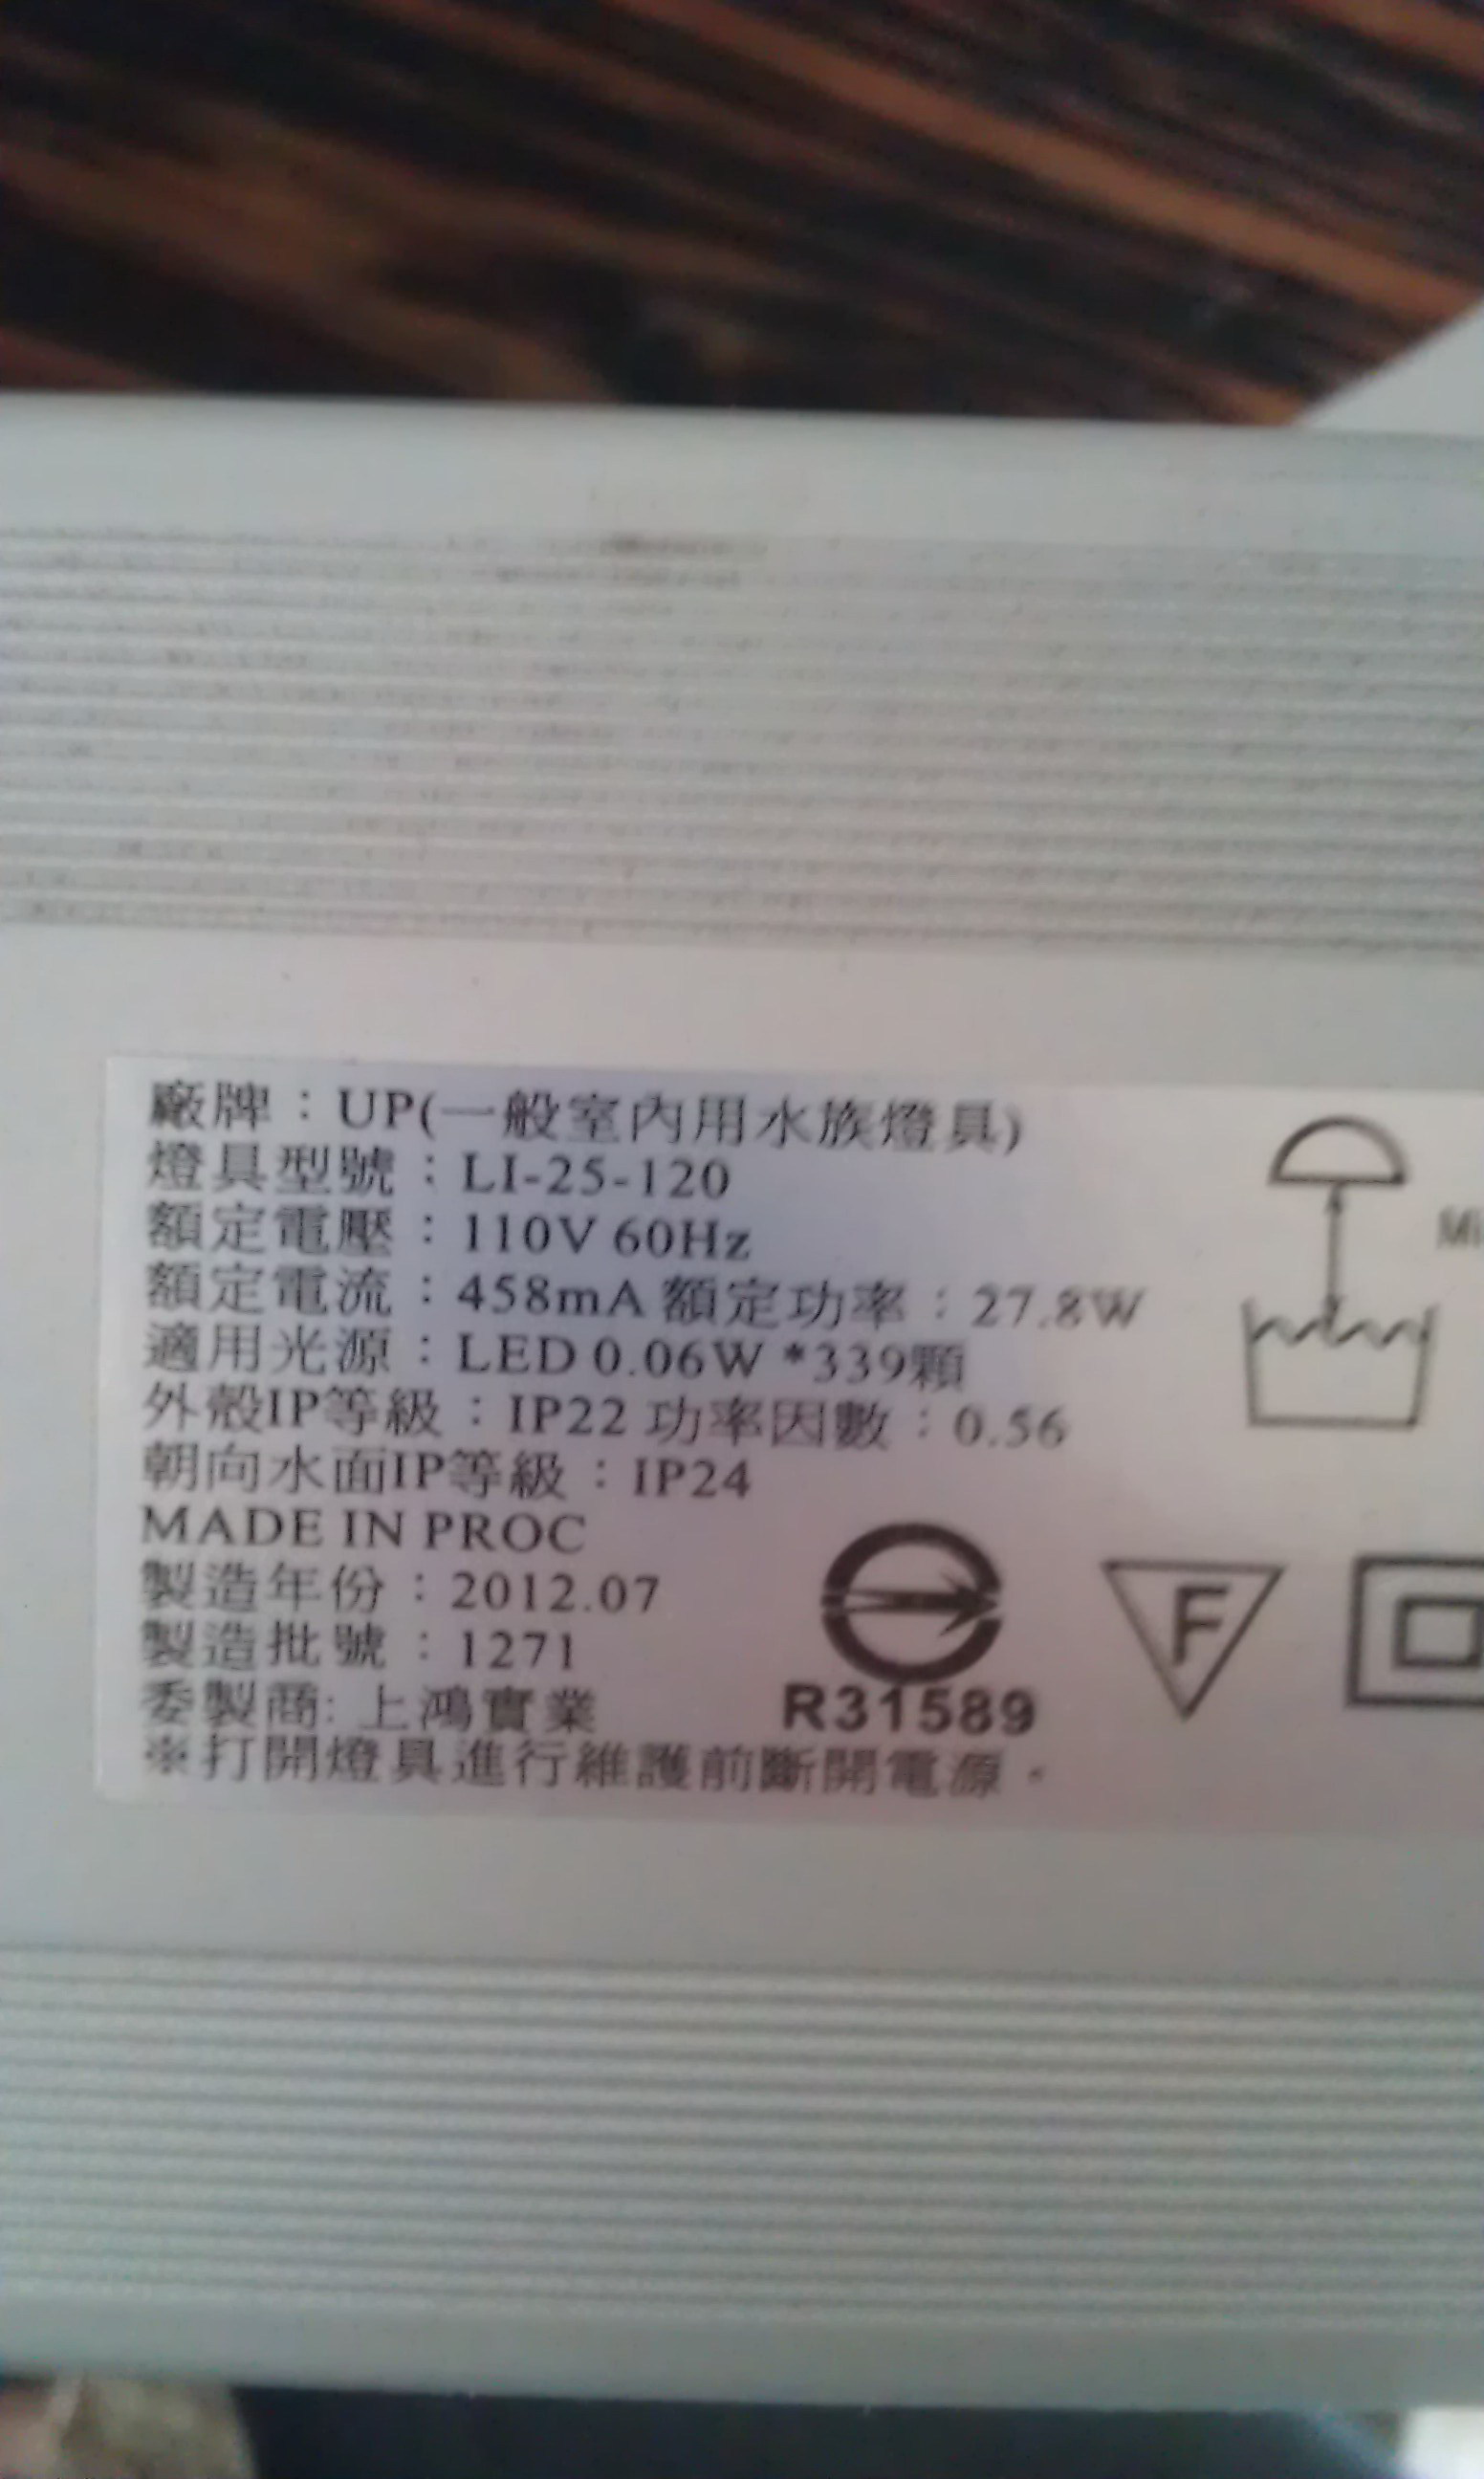 廠牌：UP(一般室內用水族燈具)
燈具型號：LI-25-120
額定電壓：110V 60Hz
額定電流：458mA 額定功率：27.8W
適用光源：LED 0.06W *339顆
外殼IP等級：IP22 功率因數：0.56
朝向水面IP等級：IP24
MADE IN PROC
製造年份：2012.07
製造批號：1271
委製商: 上鴻實業
※打開燈具進行維護前斷開電源。
Mi
R31589
F